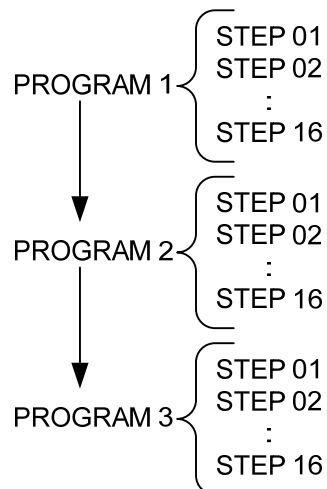 STEP 01
STEP 02
PROGRAM 1
:
STEP 16
STEP 01
STEP 02
PROGRAM 2
:
STEP 16
STEP 01
STEP 02
PROGRAM 3
:
STEP 16